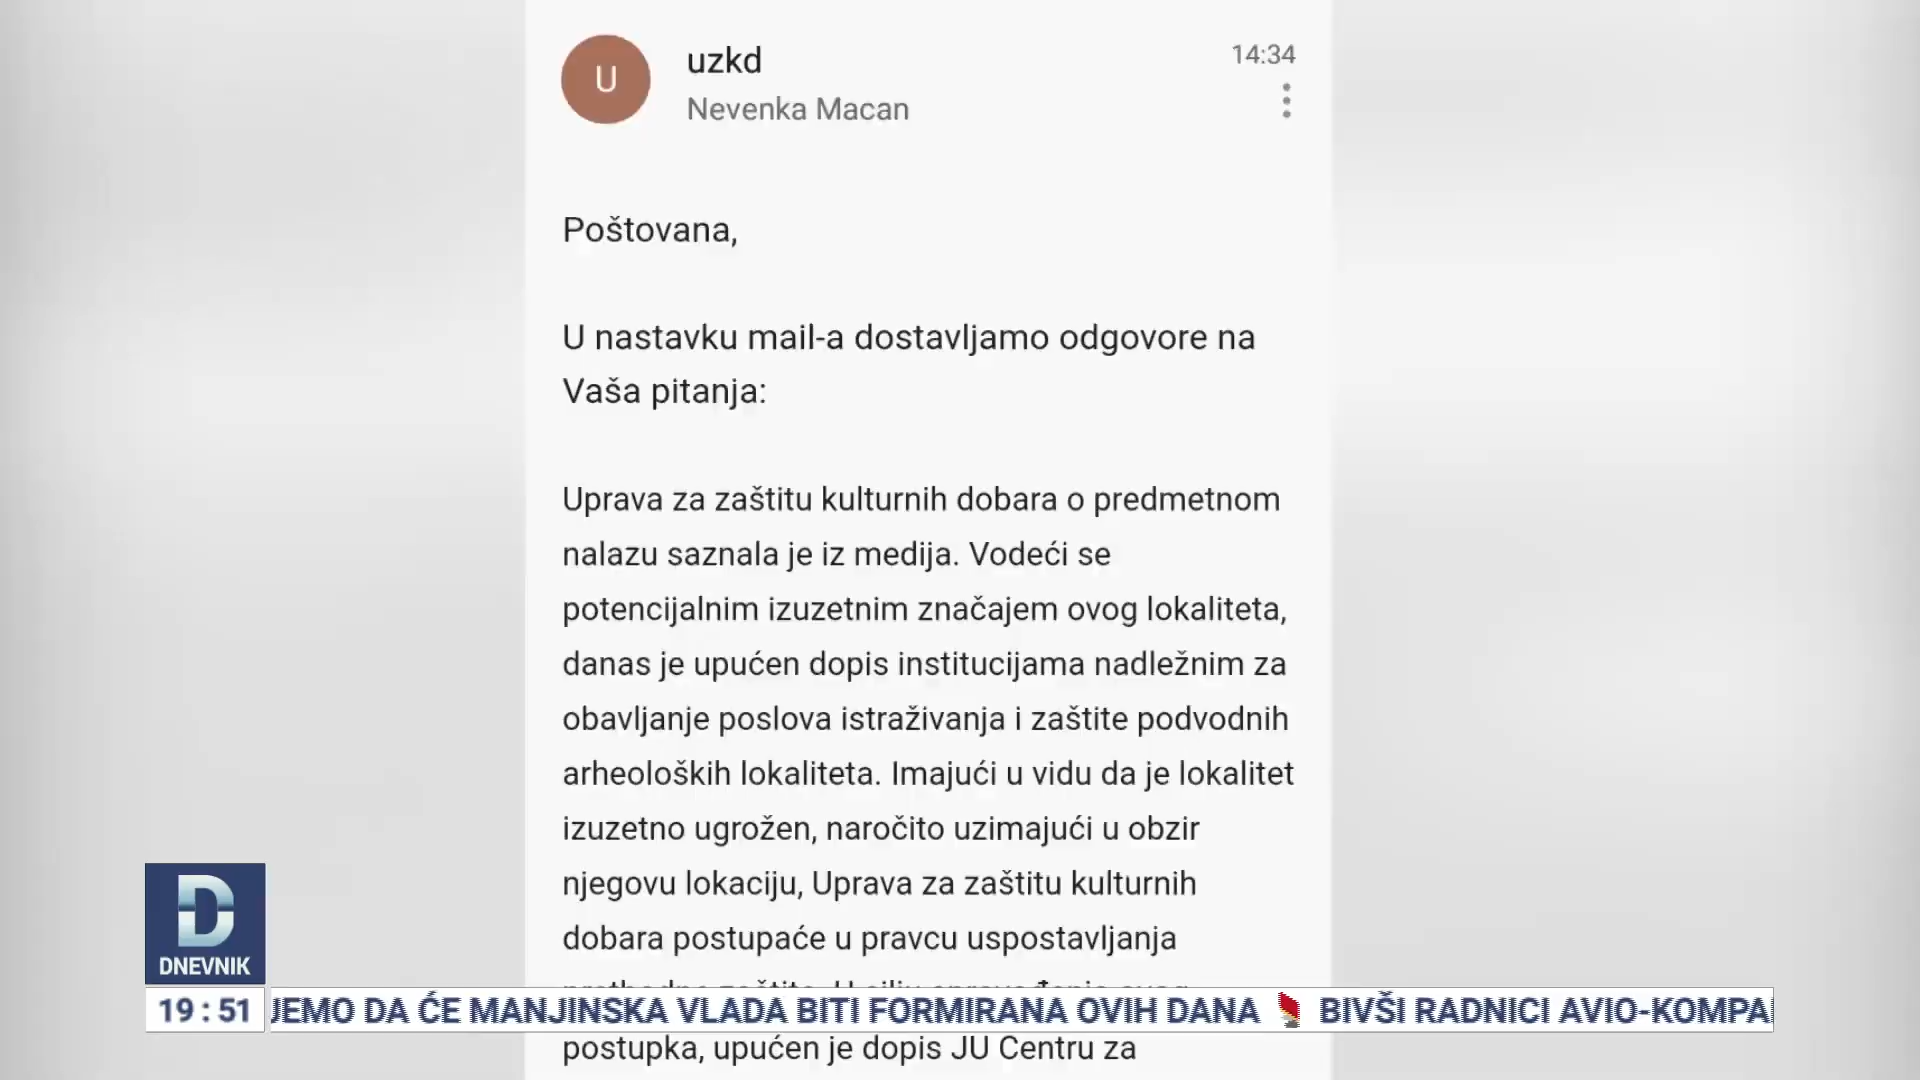 U
uzkd
14:34
Nevenka Macan
Poštovana,
U nastavku mail-a dostavljamo odgovore na
Vaša pitanja:
Uprava za zaštitu kulturnih dobara o predmetnom
nalazu saznala je iz medija. Vodeći se
potencijalnim izuzetnim značajem ovog lokaliteta,
danas je upućen dopis institucijama nadležnim za
obavljanje poslova istraživanja i zaštite podvodnih
arheoloških lokaliteta. Imajući u vidu da je lokalitet
izuzetno ugrožen, naročito uzimajući u obzir
njegovu lokaciju, Uprava za zaštitu kulturnih
dobara postupaće u pravcu uspostavljanja
postupka, upućen je dopis JU Centru za
D
DNEVNIK
19:51
JEMO DA ĆE MANJINSKA VLADA BITI FORMIRANA OVIH DANA BIVŠI RADNICI AVIO-KOMPA